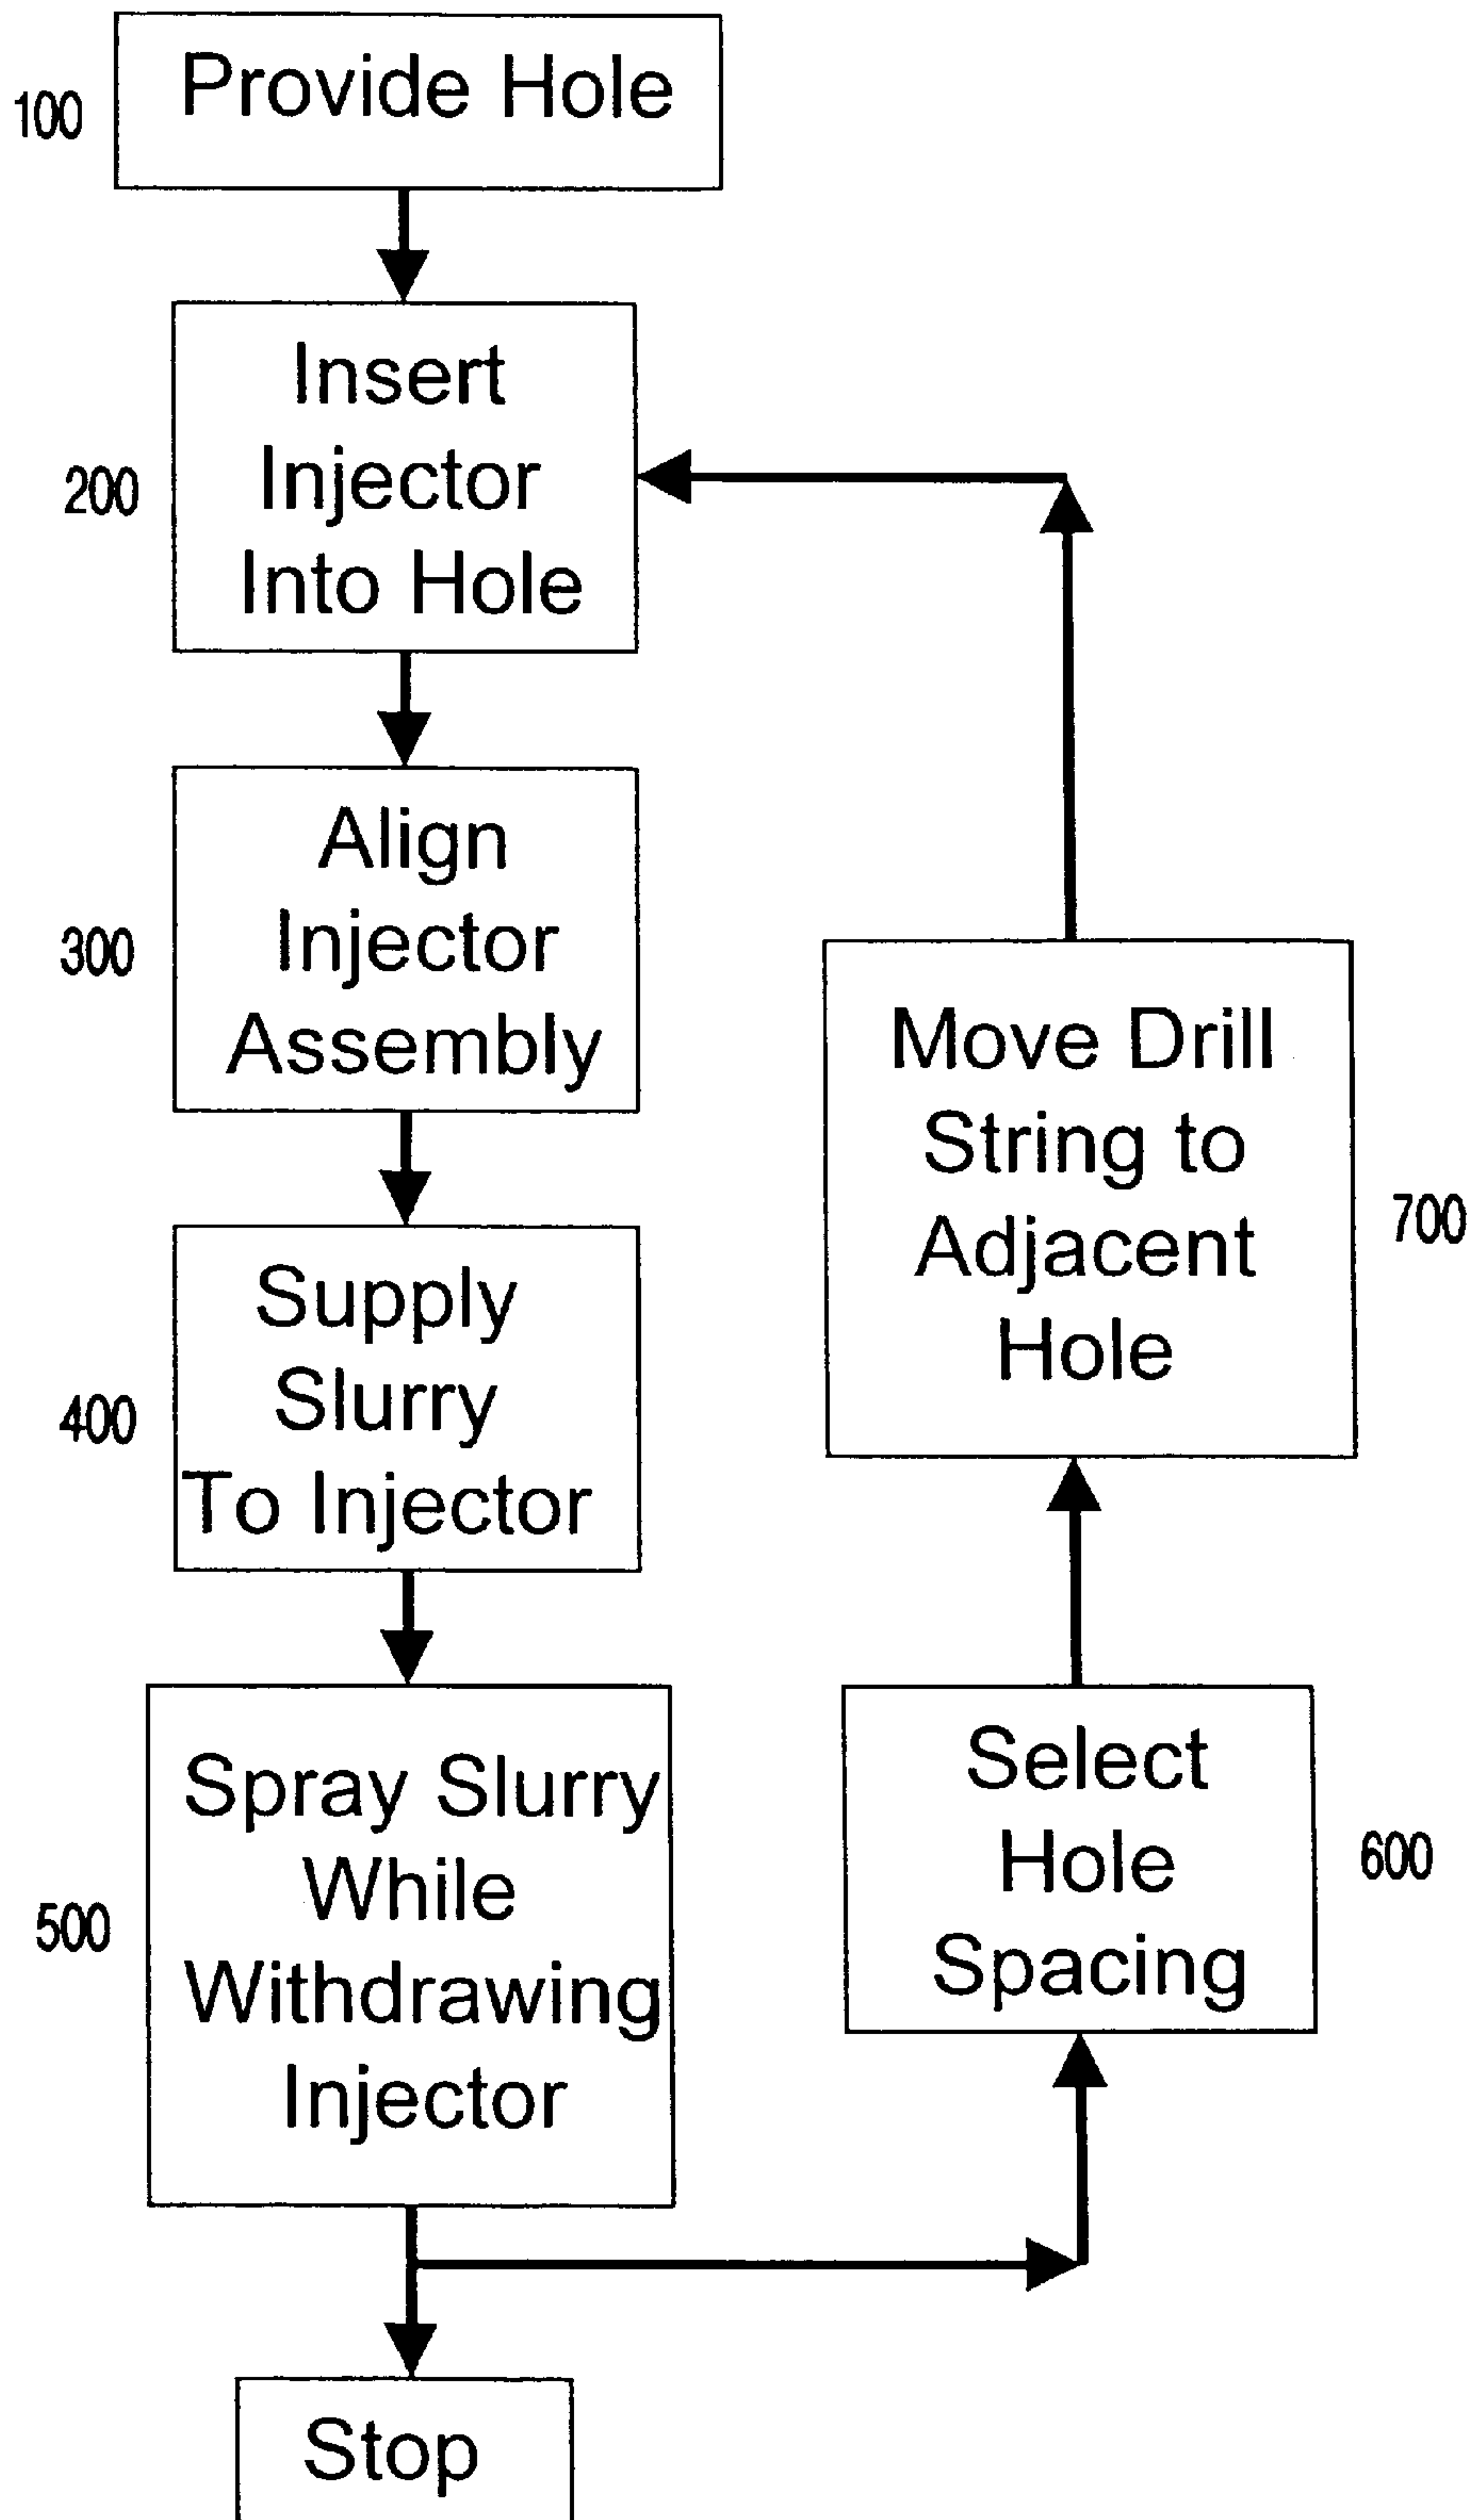 100
Provide Hole
200
Insert
Injector
Into Hole
300
Align
Injector
Assembly
400
Supply
Slurry
To Injector
500
Spray Slurry
While
Withdrawing
Injector
Stop
600
Select
Hole
Spacing
700
Move Drill
String to
Adjacent
Hole